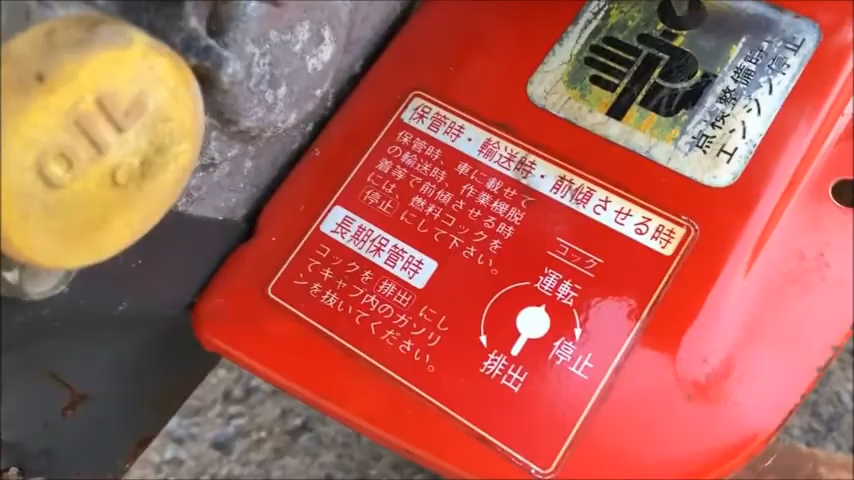 OIL
点検整備時
エンジン停止
保管時・輸送時・前傾させる時
保管時、車に載せて
の輸送時、作業機脱
着等で前傾させる時
には、燃料コックを
停止にして下さい。
長期保管時
コックを排出にし
てキャブ内のガソリ
ンを抜いてください。
コック
運転
停止
排出